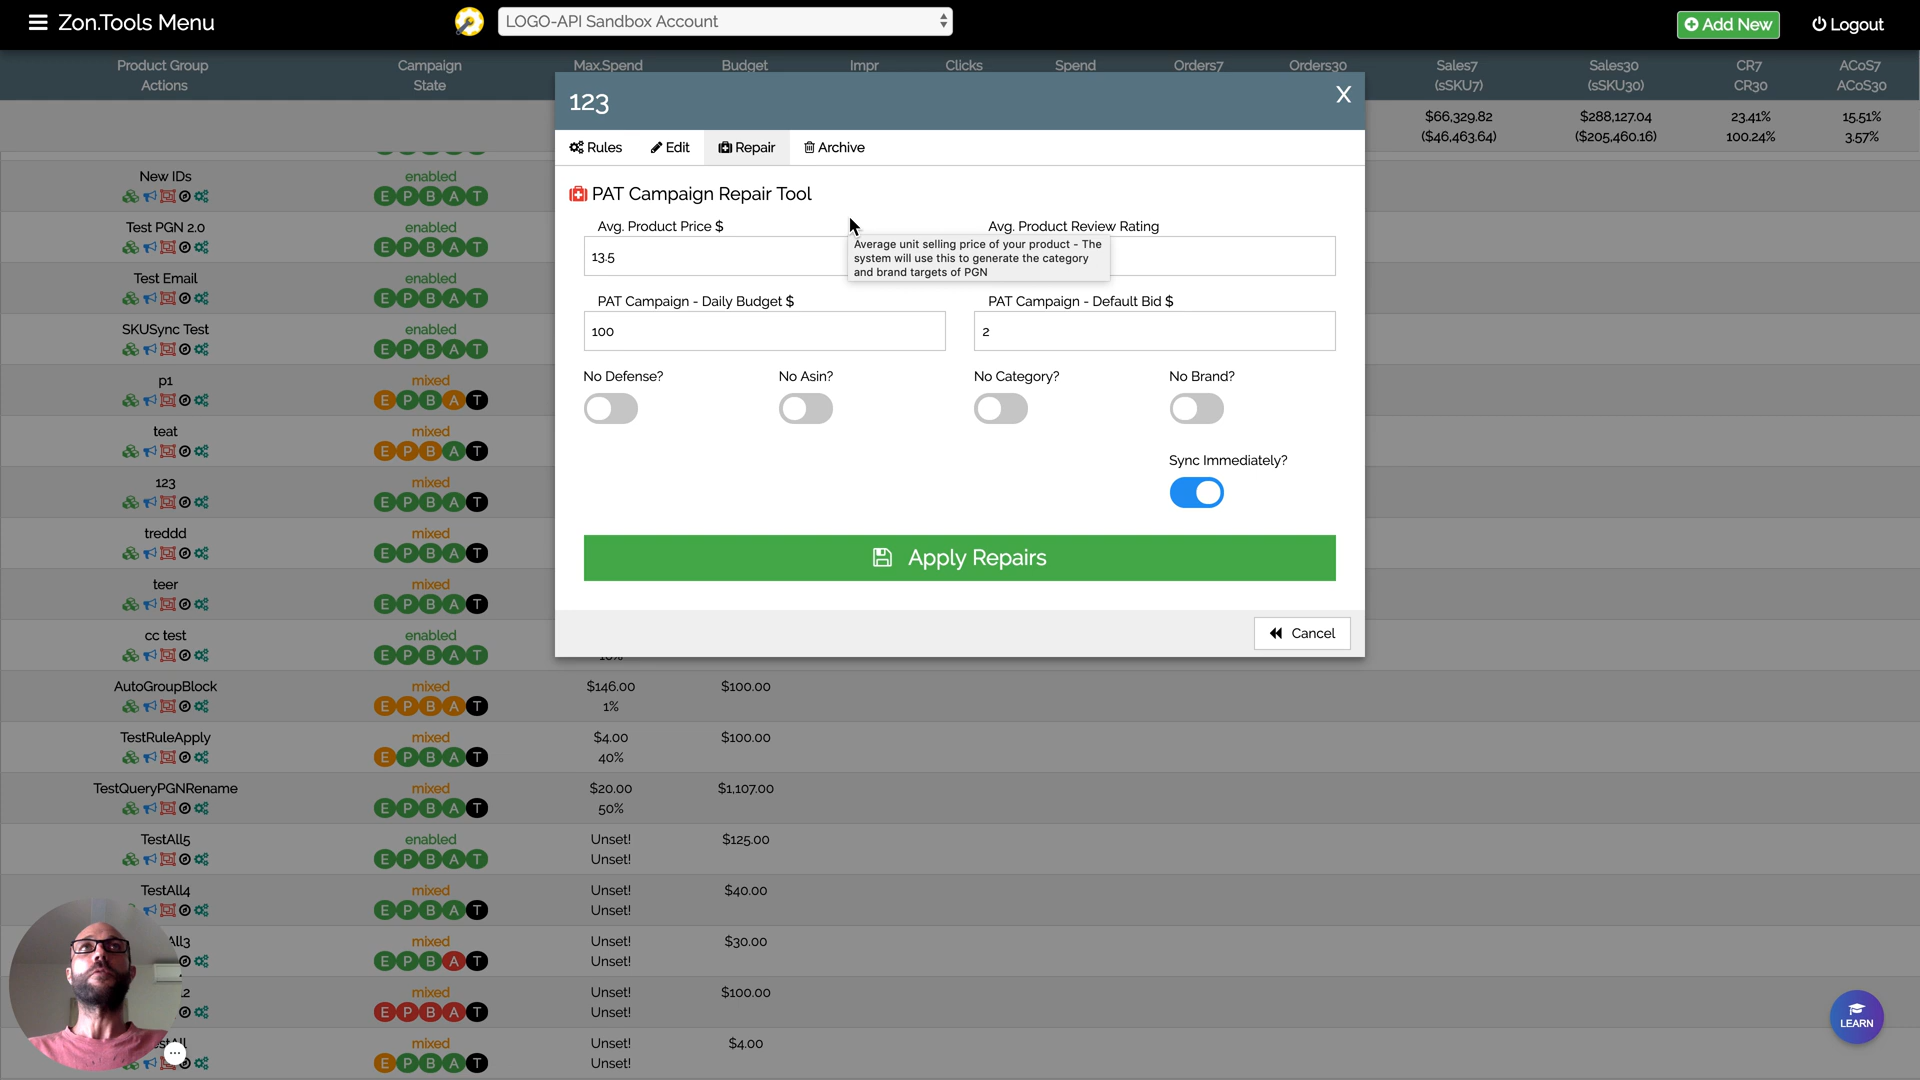 Zon.Tools Menu
LOGO-API Sandbox Account
Add New
Logout
Product Group
Actions
Campaign
State
Max.Spend
Budget
Impr
Clicks
Spend
Orders7
Orders30
Sales7
(sSKU7)
Sales30
(sSKU30)
CR7
CR30
ACoS7
ACoS30
$66,329.82
($46,463.64)
$288,127.04
($205,460.16)
23.41%
100.24%
15.51%
3.57%
123
X
Rules
Edit
Repair
Archive
PAT Campaign Repair Tool
Avg. Product Price $
Avg. Product Review Rating
13.5
Average unit selling price of your product - The
system will use this to generate the category
and brand targets of PGN
PAT Campaign - Daily Budget $
PAT Campaign - Default Bid $
100
2
No Defense?
No Asin?
No Category?
No Brand?
Sync Immediately?
Apply Repairs
Cancel
New IDs
enabled
E P B A T
Test PGN 2.0
enabled
E P B A T
Test Email
enabled
E P B A T
SKUSync Test
enabled
E P B A T
p1
mixed
E P B A T
teat
mixed
E P B A T
123
mixed
E P B A T
treddd
mixed
E P B A T
teer
mixed
E P B A T
cc test
enabled
E P B A T
AutoGroupBlock
mixed
$146.00
$100.00
E P B A T
1%
TestRuleApply
mixed
$4.00
$100.00
E P B A T
40%
TestQueryPGNRename
mixed
$20.00
$1,107.00
E P B A T
50%
TestAll5
enabled
Unset!
$125.00
E P B A T
Unset!
TestAll4
mixed
Unset!
$40.00
E P B A T
Unset!
All3
mixed
Unset!
$30.00
E P B A T
Unset!
mixed
Unset!
$100.00
E P B A T
Unset!
mixed
Unset!
$4.00
E P B A T
Unset!
LEARN